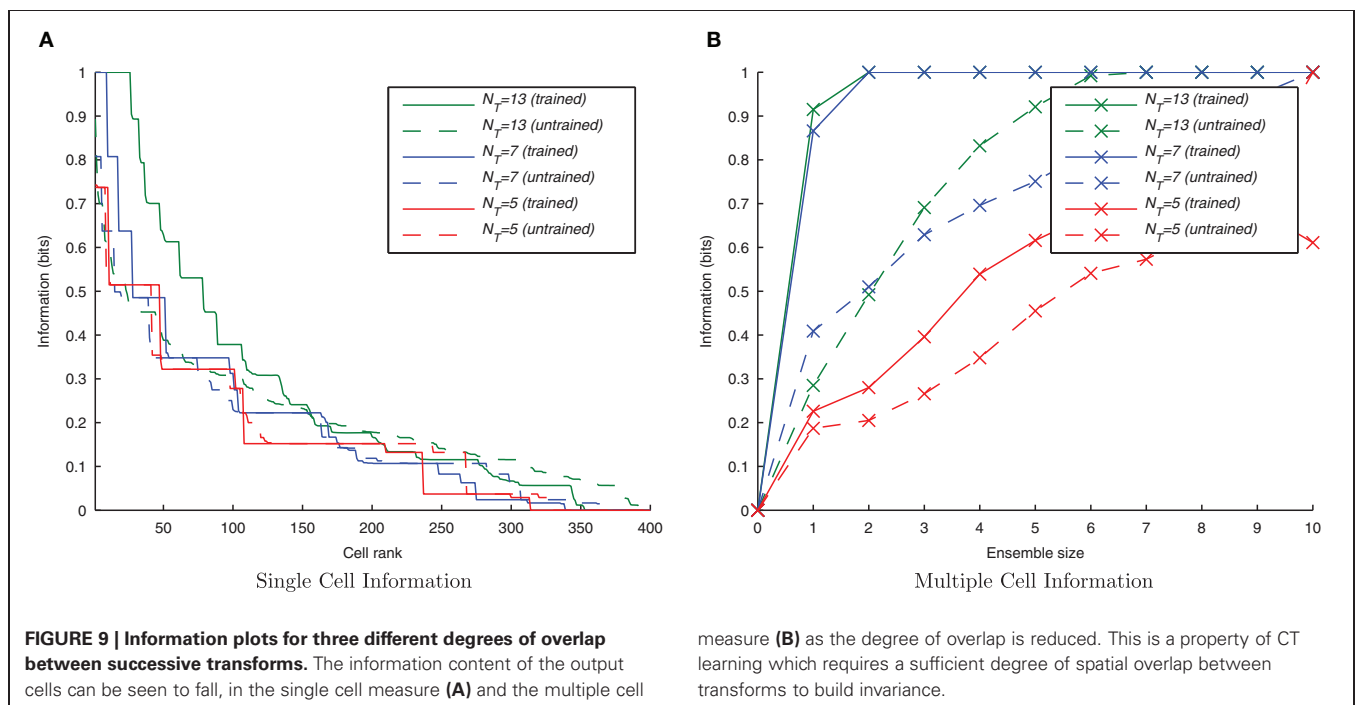 A
1
0.9
0.8
0.7
0.6
0.5
0.4
0.3
0.2
0.1
0
Information (bits)
50 100 150 200 250 300 350 400
Cell rank
N_T=13 (trained)
N_T=13 (untrained)
N_T=7 (trained)
N_T=7 (untrained)
N_T=5 (trained)
N_T=5 (untrained)
Single Cell Information
B
1
0.9
0.8
0.7
0.6
0.5
0.4
0.3
0.2
0.1
0
Information (bits)
0 1 2 3 4 5 6 7 8 9 10
Ensemble size
N_T=13 (trained)
N_T=13 (untrained)
N_T=7 (trained)
N_T=7 (untrained)
N_T=5 (trained)
N_T=5 (untrained)
Multiple Cell Information
FIGURE 9 | Information plots for three different degrees of overlap
between successive transforms. The information content of the output
cells can be seen to fall, in the single cell measure (A) and the multiple cell
measure (B) as the degree of overlap is reduced. This is a property of CT
learning which requires a sufficient degree of spatial overlap between
transforms to build invariance.